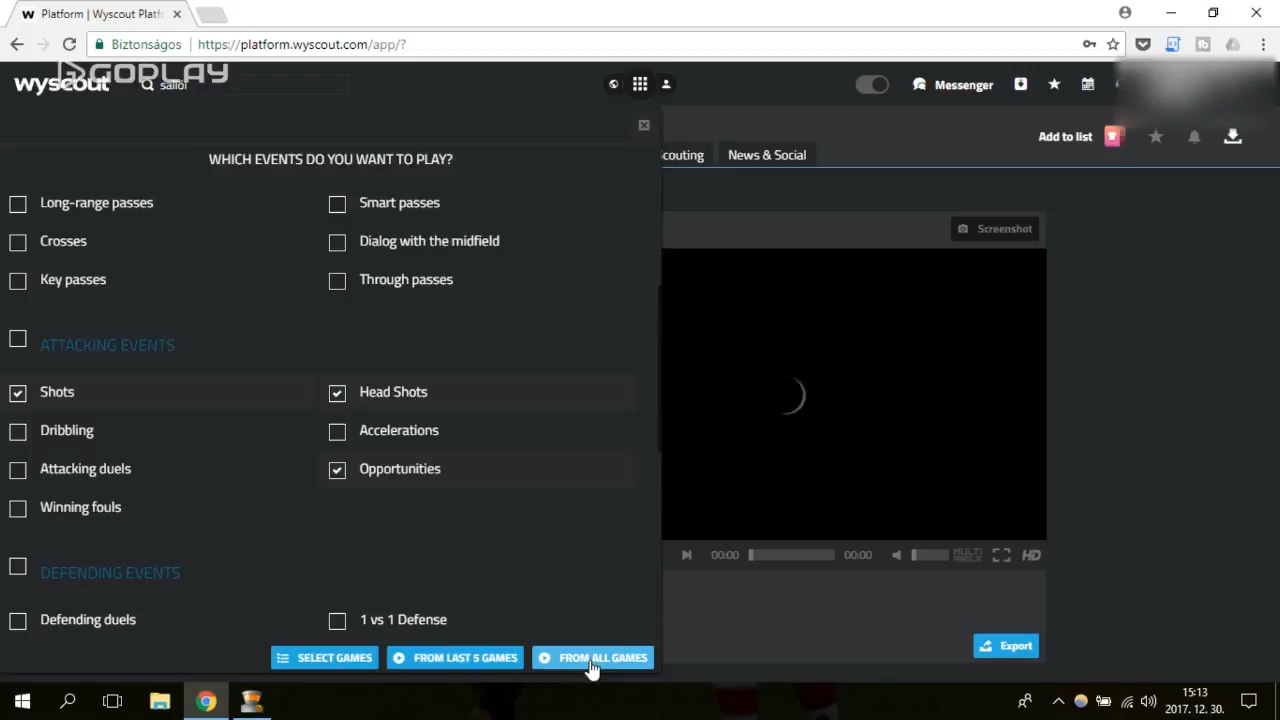 W Platform | Wyscout Platf
Biztonságos https://platform.wyscout.com/app/?
GOPLAY
wyscout sallói Messenger
Add to list
WHICH EVENTS DO YOU WANT TO PLAY? Scouting News & Social
Long-range passes Smart passes Screenshot
Crosses Dialog with the midfield
Key passes Through passes
ATTACKING EVENTS
Shots Head Shots
Dribbling Accelerations
Attacking duels Opportunities
Winning fouls
00:00 00:00 MULTI ANGLE HD
DEFENDING EVENTS
Defending duels 1 vs 1 Defense
SELECT GAMES FROM LAST 5 GAMES FROM ALL GAMES Export
15:13
2017. 12. 30.